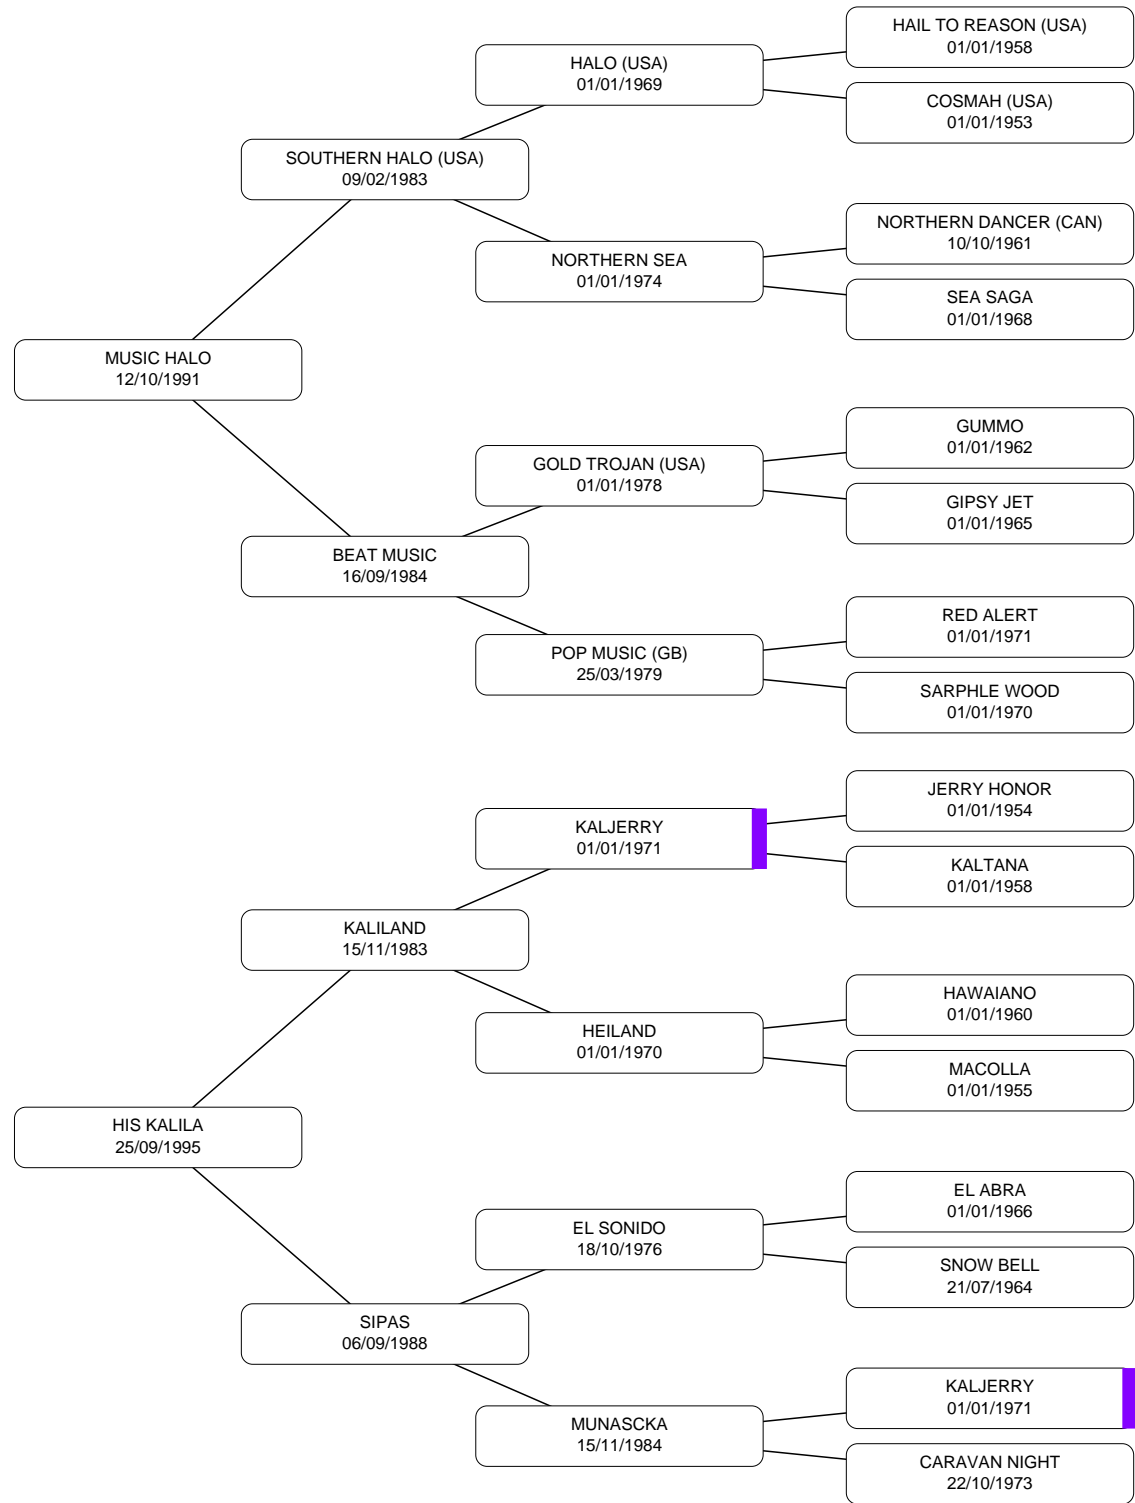 HAIL TO REASON (USA)
01/01/1958
HALO (USA)
01/01/1969
COSMAH (USA)
01/01/1953
SOUTHERN HALO (USA)
09/02/1983
NORTHERN DANCER (CAN)
10/10/1961
NORTHERN SEA
01/01/1974
SEA SAGA
01/01/1968
MUSIC HALO
12/10/1991
GUMMO
01/01/1962
GOLD TROJAN (USA)
01/01/1978
GIPSY JET
01/01/1965
BEAT MUSIC
16/09/1984
RED ALERT
01/01/1971
POP MUSIC (GB)
25/03/1979
SARPHLE WOOD
01/01/1970
JERRY HONOR
01/01/1954
KALJERRY
01/01/1971
KALTANA
01/01/1958
KALILAND
15/11/1983
HAWAIANO
01/01/1960
HEILAND
01/01/1970
MACOLLA
01/01/1955
HIS KALILA
25/09/1995
EL ABRA
01/01/1966
EL SONIDO
18/10/1976
SNOW BELL
21/07/1964
SIPAS
06/09/1988
KALJERRY
01/01/1971
MUNASCKA
15/11/1984
CARAVAN NIGHT
22/10/1973